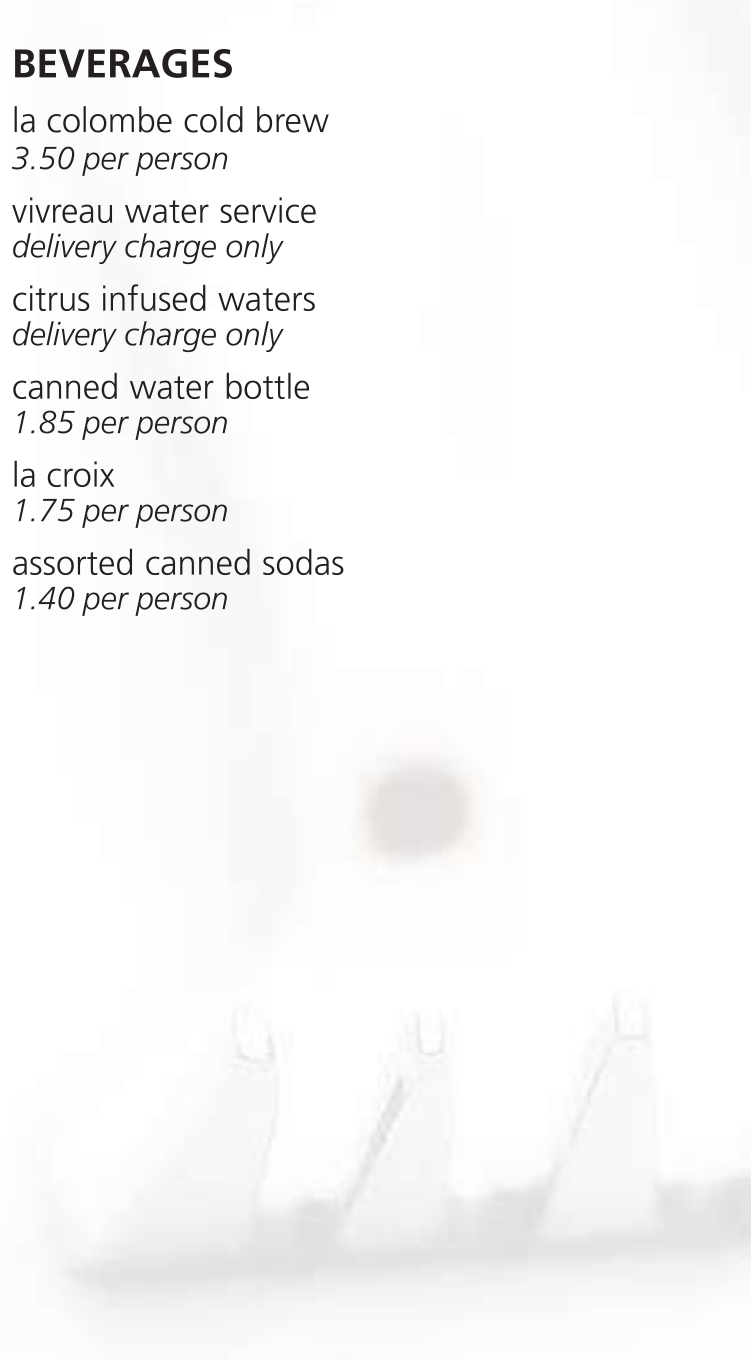 BEVERAGES
la colombe cold brew
3.50 per person
vivreau water service
delivery charge only
citrus infused waters
delivery charge only
canned water bottle
1.85 per person
la croix
1.75 per person
assorted canned sodas
1.40 per person